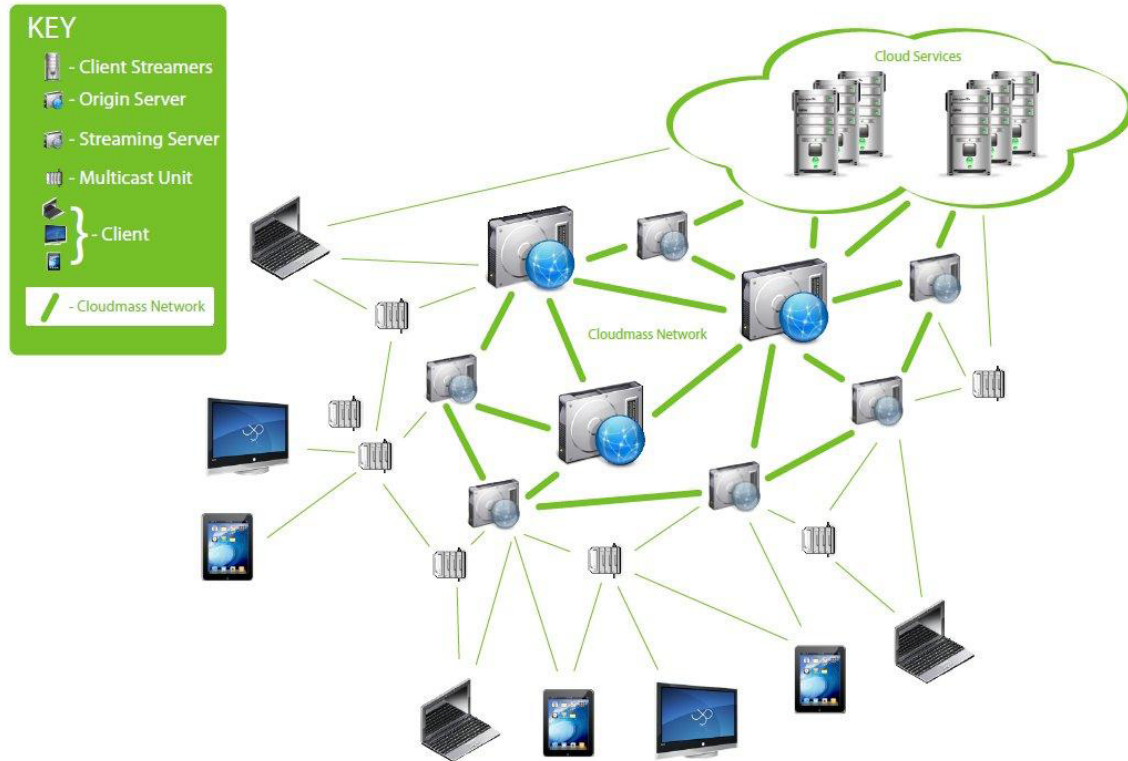 KEY
- Client Streamers
- Origin Server
- Streaming Server
- Multicast Unit
- Client
- Cloudmass Network
Cloud Services
Cloudmass Network